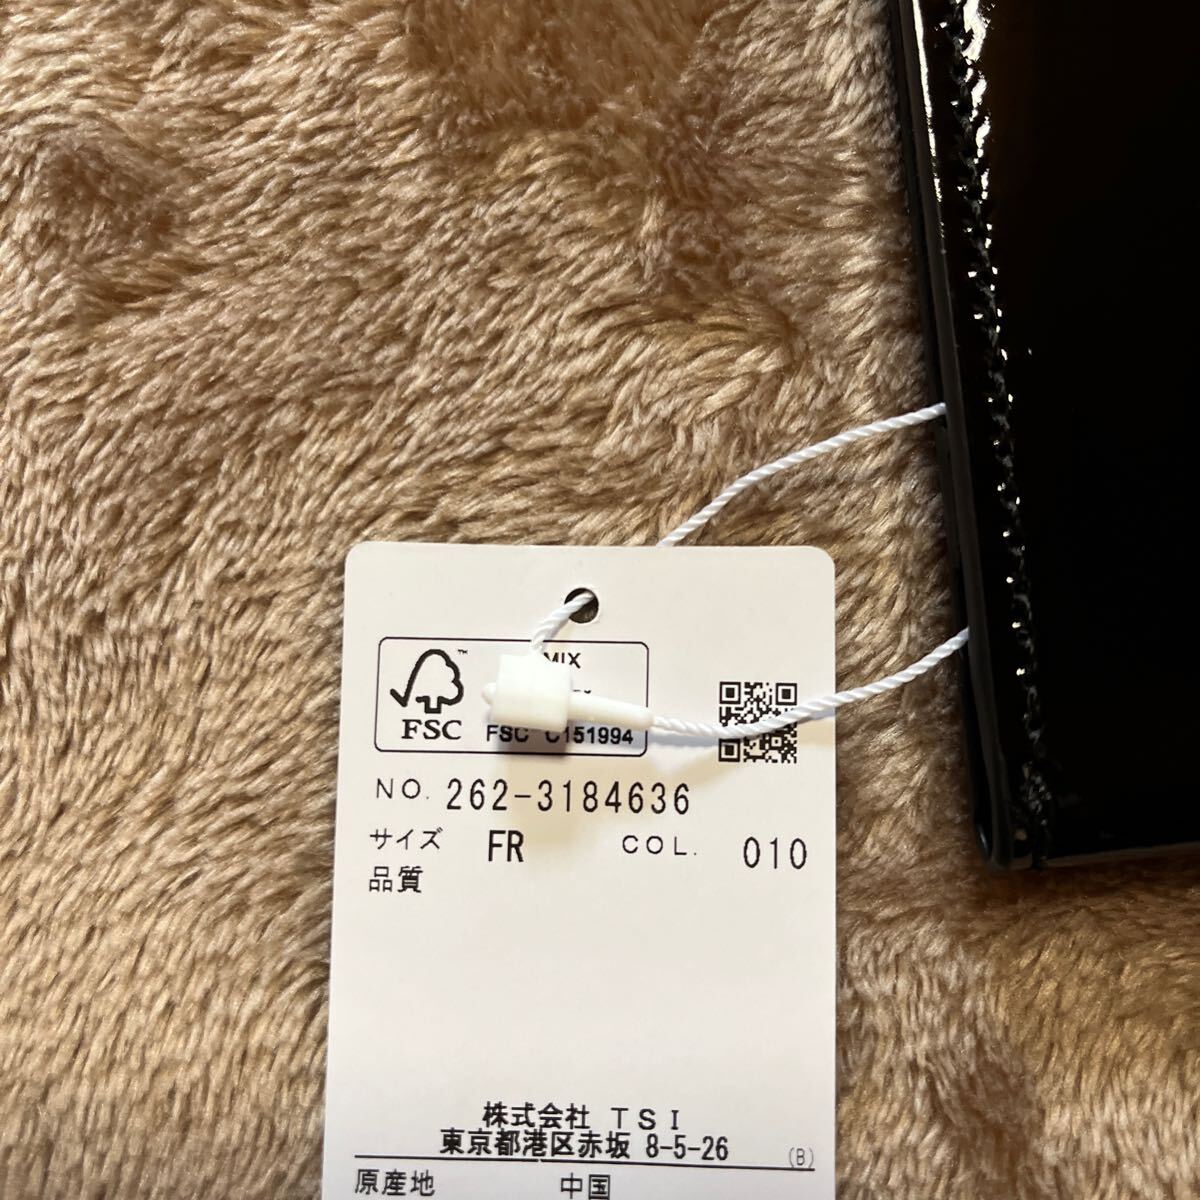 MIX
FSC™
FSC C151994
NO. 262-3184636
サイズ FR COL. 010
品質
株式会社 TSI
東京都港区赤坂 8-5-26 (B)
原産地 中国